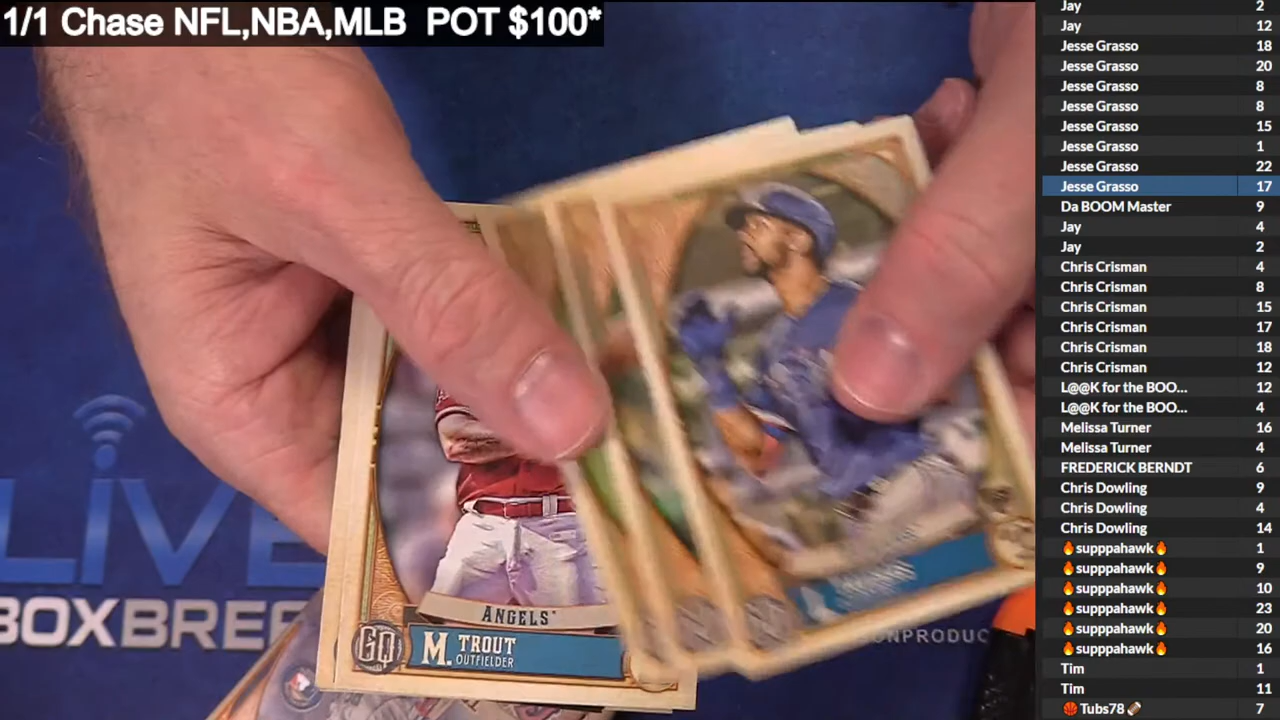 1/1 Chase NFL,NBA,MLB POT $100*
Jay 2
Jay 12
Jesse Grasso 18
Jesse Grasso 20
Jesse Grasso 8
Jesse Grasso 8
Jesse Grasso 15
Jesse Grasso 1
Jesse Grasso 22
Jesse Grasso 17
Da BOOM Master 9
Jay 4
Jay 2
Chris Crisman 4
Chris Crisman 8
Chris Crisman 15
Chris Crisman 17
Chris Crisman 18
Chris Crisman 12
L@@K for the BOO... 12
L@@K for the BOO... 4
Melissa Turner 16
Melissa Turner 4
FREDERICK BERNDT 6
Chris Dowling 9
Chris Dowling 4
Chris Dowling 14
🔥supppahawk🔥 1
🔥supppahawk🔥 9
🔥supppahawk🔥 10
🔥supppahawk🔥 23
🔥supppahawk🔥 20
🔥supppahawk🔥 16
Tim 1
Tim 11
🏀Tubs78🏈 7
LIVE
BOXBREE
ANGELS
GQ M. TROUT
OUTFIELDER
ONPRODUC